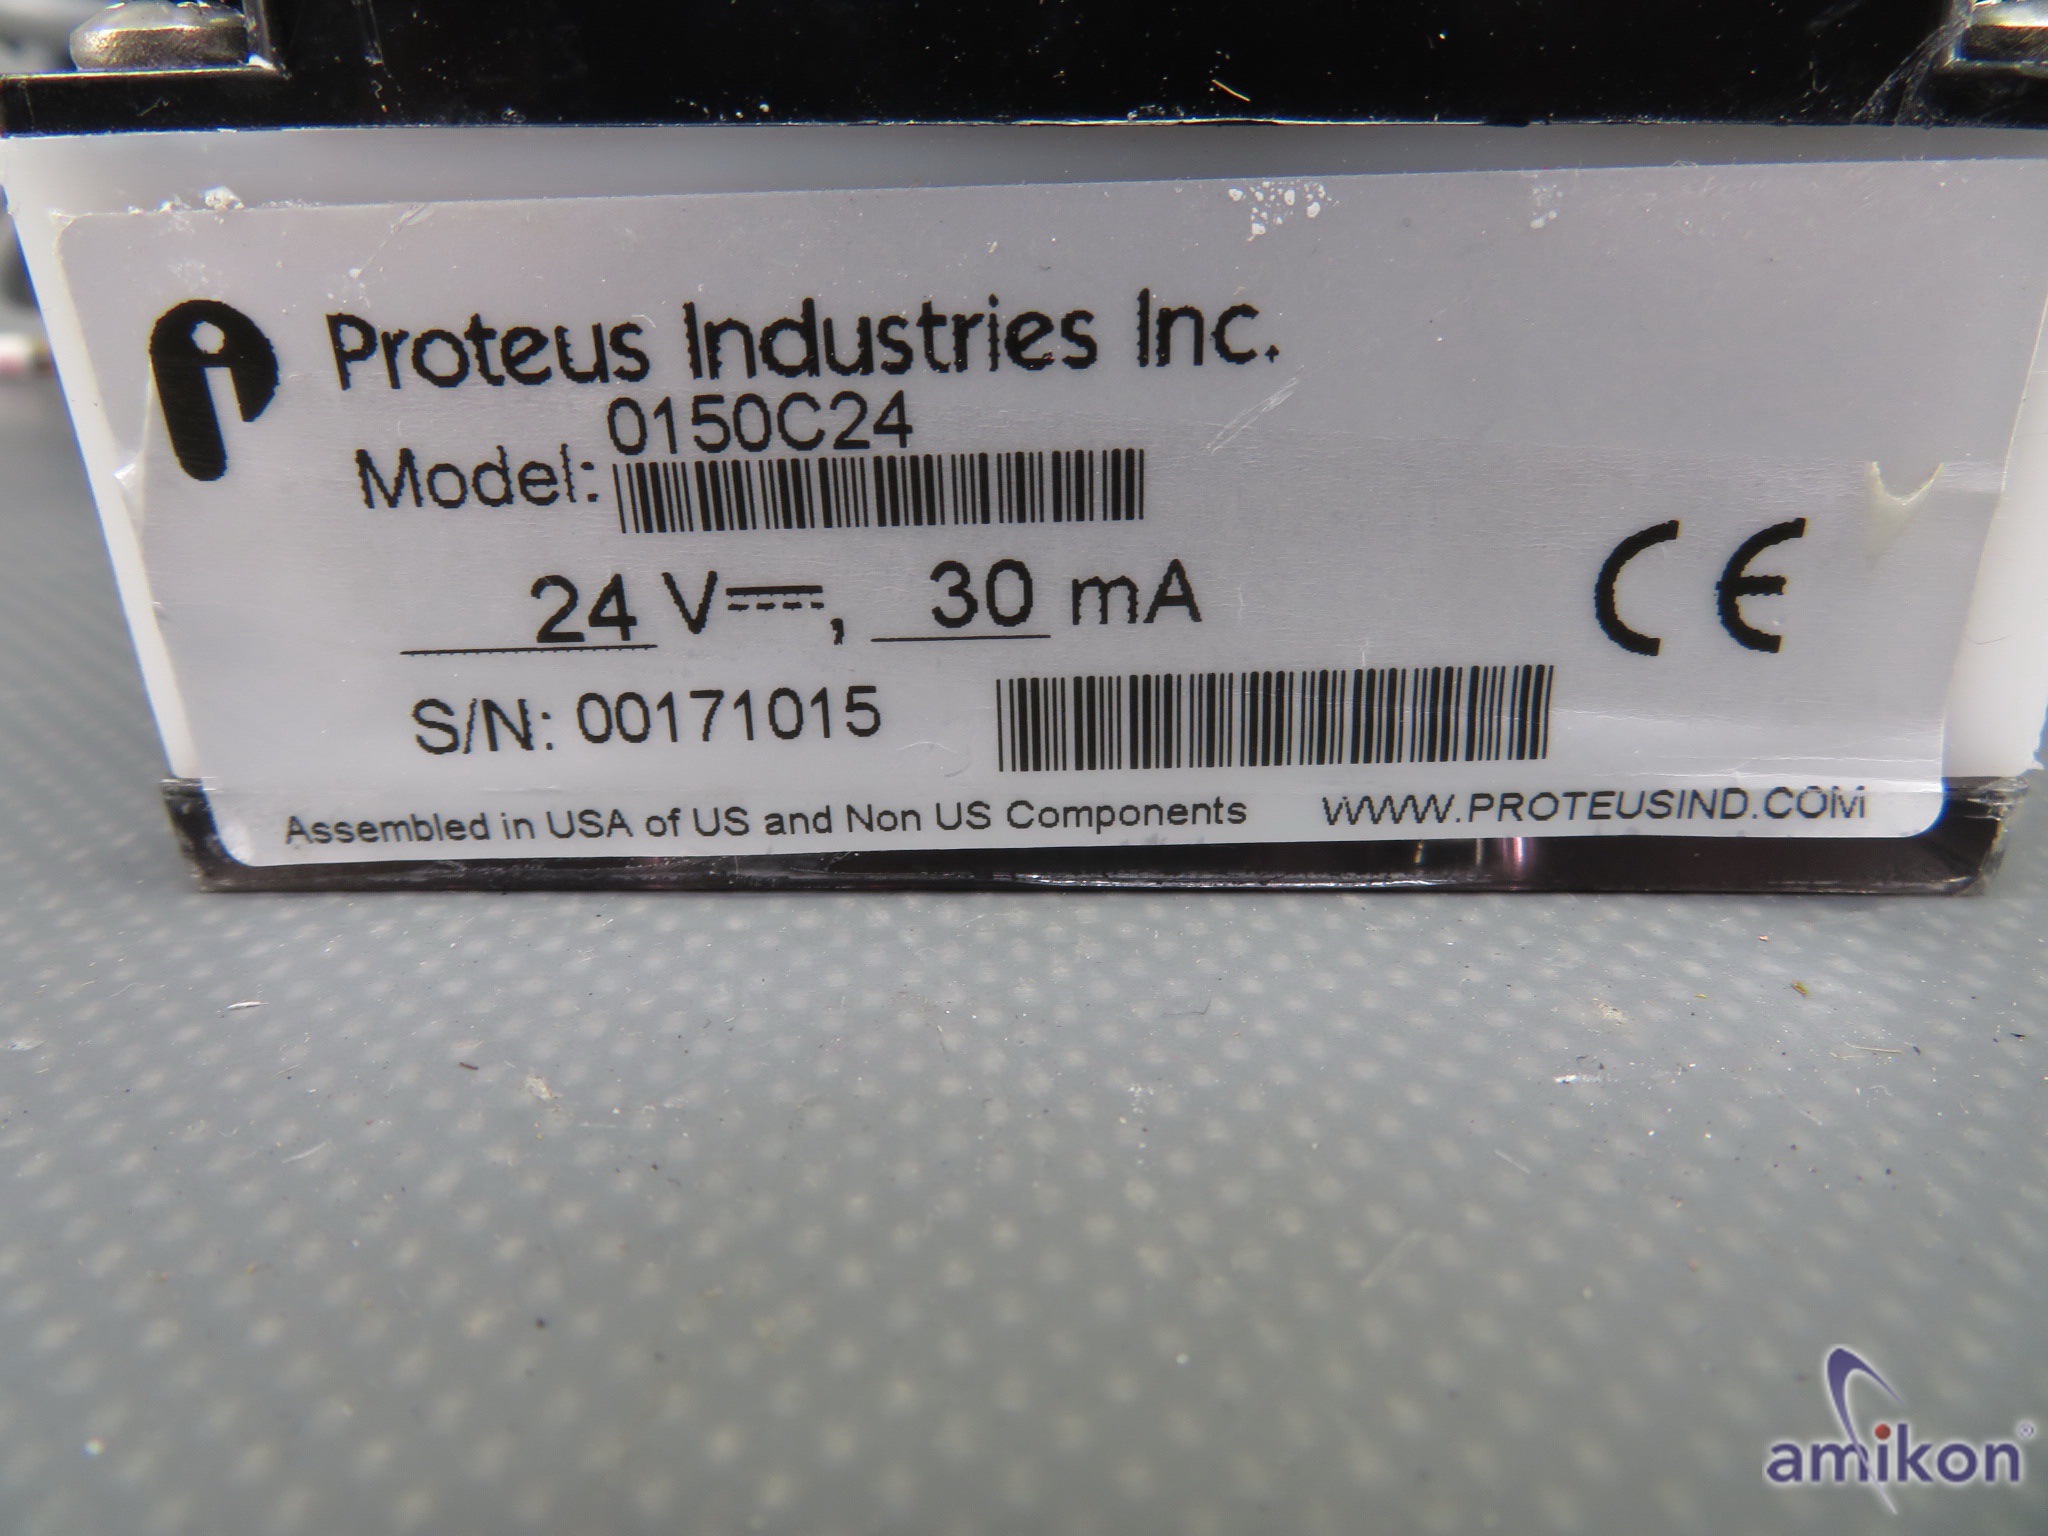 Proteus Industries Inc.
0150C24
Model:
24 V, 30 mA
S/N: 00171015
CE
Assembled in USA of US and Non US Components WWW.PROTEUSIND.COM
amikon®